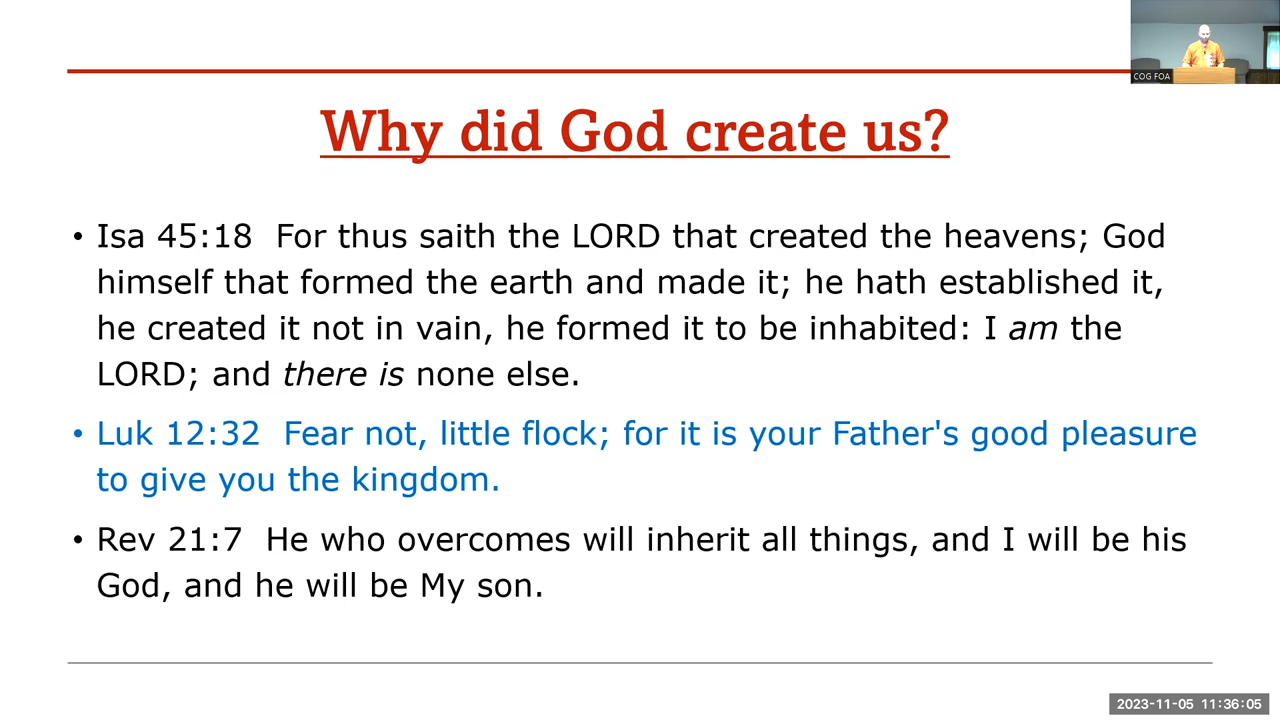 COG FOA
Why did God create us?
• Isa 45:18  For thus saith the LORD that created the heavens; God
himself that formed the earth and made it; he hath established it,
he created it not in vain, he formed it to be inhabited: I am the
LORD; and there is none else.
• Luk 12:32  Fear not, little flock; for it is your Father's good pleasure
to give you the kingdom.
• Rev 21:7  He who overcomes will inherit all things, and I will be his
God, and he will be My son.
2023-11-05 11:36:05